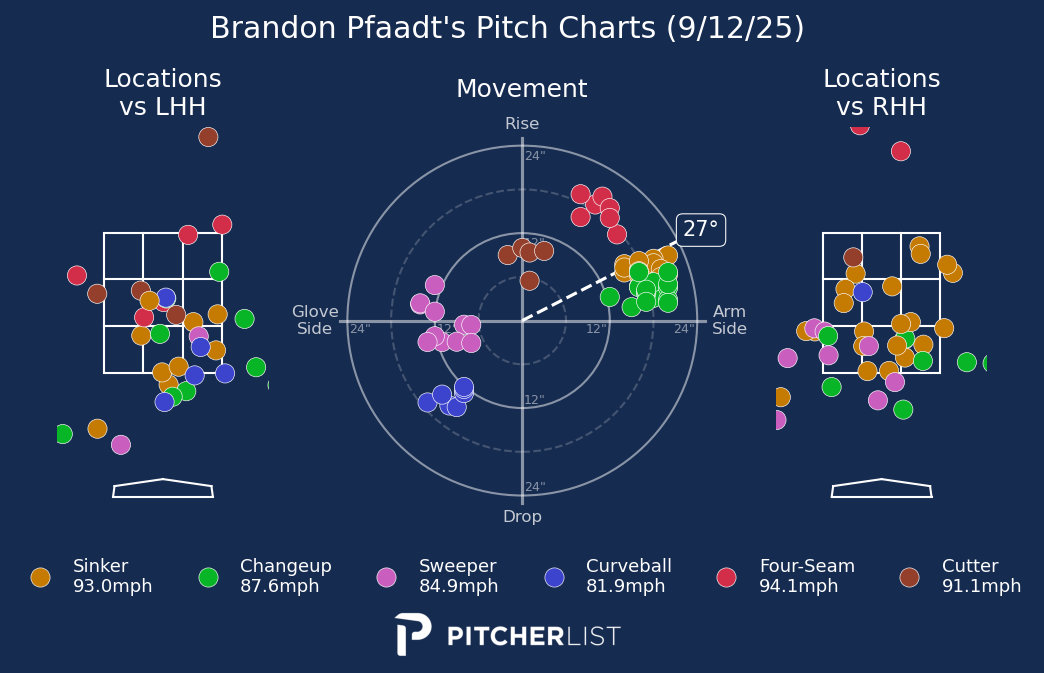 Brandon Pfaadt's Pitch Charts (9/12/25)
Locations
vs LHH
Movement
Locations
vs RHH
Rise
24"
12"
27°
Glove
Side
24"
12"
12"
24"
Arm
Side
12"
24"
Drop
Sinker
93.0mph
Changeup
87.6mph
Sweeper
84.9mph
Curveball
81.9mph
Four-Seam
94.1mph
Cutter
91.1mph
PITCHERLIST